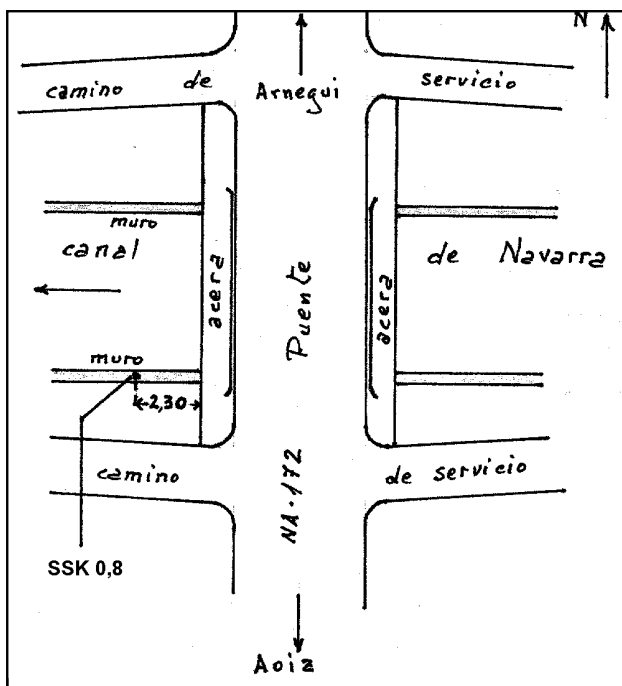 N
camino de servicio
Arnegui
muro
canal
de Navarra
acera
Puente
acera
muro
2,30
camino
de servicio
NA-172
SSK 0,8
Aoiz